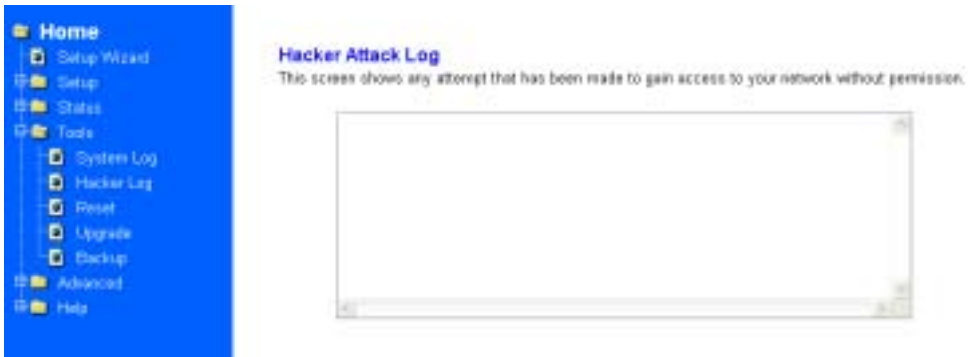 Home
Setup Wizard
Setup
Status
Tools
System Log
Hacker Log
Reset
Upgrade
Backup
Advanced
Help
Hacker Attack Log
This screen shows any attempt that has been made to gain access to your network without permission.